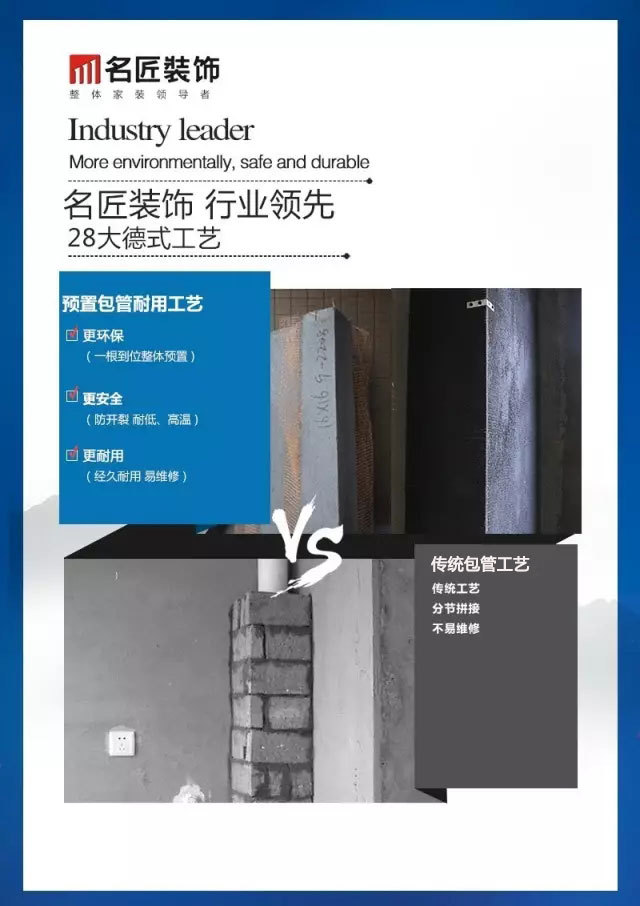 名匠装饰
整体家装领导者
Industry leader
More environmentally, safe and durable
名匠装饰 行业领先
28大德式工艺
预置包管耐用工艺
更环保
（一根到位整体预置）
更安全
（防开裂 耐低、高温）
更耐用
（经久耐用 易维修）
VS
传统包管工艺
传统工艺
分节拼接
不易维修